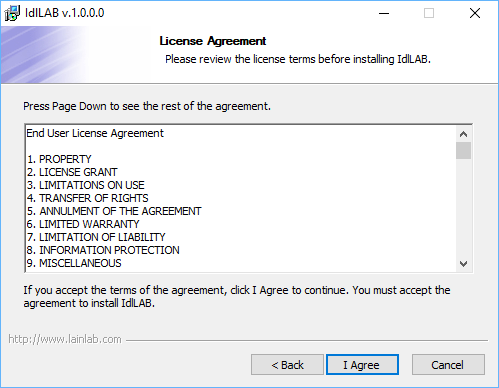 IdlLAB v.1.0.0.0
License Agreement
Please review the license terms before installing IdlLAB.
Press Page Down to see the rest of the agreement.
End User License Agreement
1. PROPERTY
2. LICENSE GRANT
3. LIMITATIONS ON USE
4. TRANSFER OF RIGHTS
5. ANNULMENT OF THE AGREEMENT
6. LIMITED WARRANTY
7. LIMITATION OF LIABILITY
8. INFORMATION PROTECTION
9. MISCELLANEOUS
If you accept the terms of the agreement, click I Agree to continue. You must accept the
agreement to install IdlLAB.
http://www.lainlab.com
< Back
I Agree
Cancel